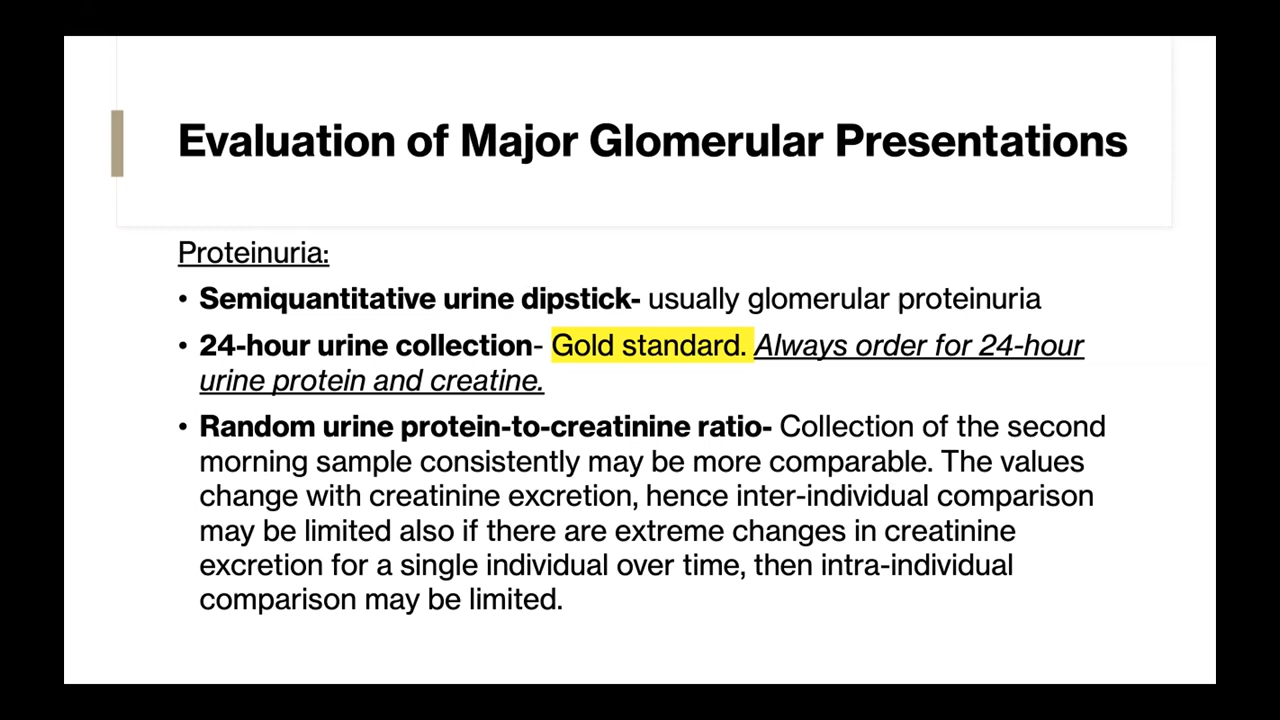 Evaluation of Major Glomerular Presentations
Proteinuria:
• Semiquantitative urine dipstick- usually glomerular proteinuria
• 24-hour urine collection- Gold standard. Always order for 24-hour
urine protein and creatine.
• Random urine protein-to-creatinine ratio- Collection of the second
morning sample consistently may be more comparable. The values
change with creatinine excretion, hence inter-individual comparison
may be limited also if there are extreme changes in creatinine
excretion for a single individual over time, then intra-individual
comparison may be limited.